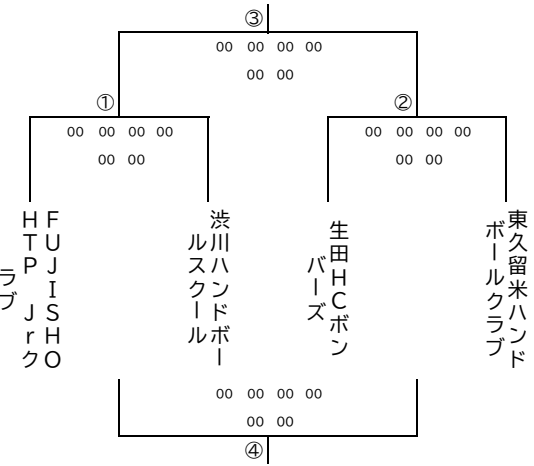 ③
00 00 00 00
00 00
①
00 00 00 00
00 00
②
00 00 00 00
00 00
FUJISHO
HTP Jrク
ラブ
渋川ハンドボー
ルスクール
生田HCボン
バーズ
東久留米ハンド
ボールクラブ
00 00 00 00
00 00
④